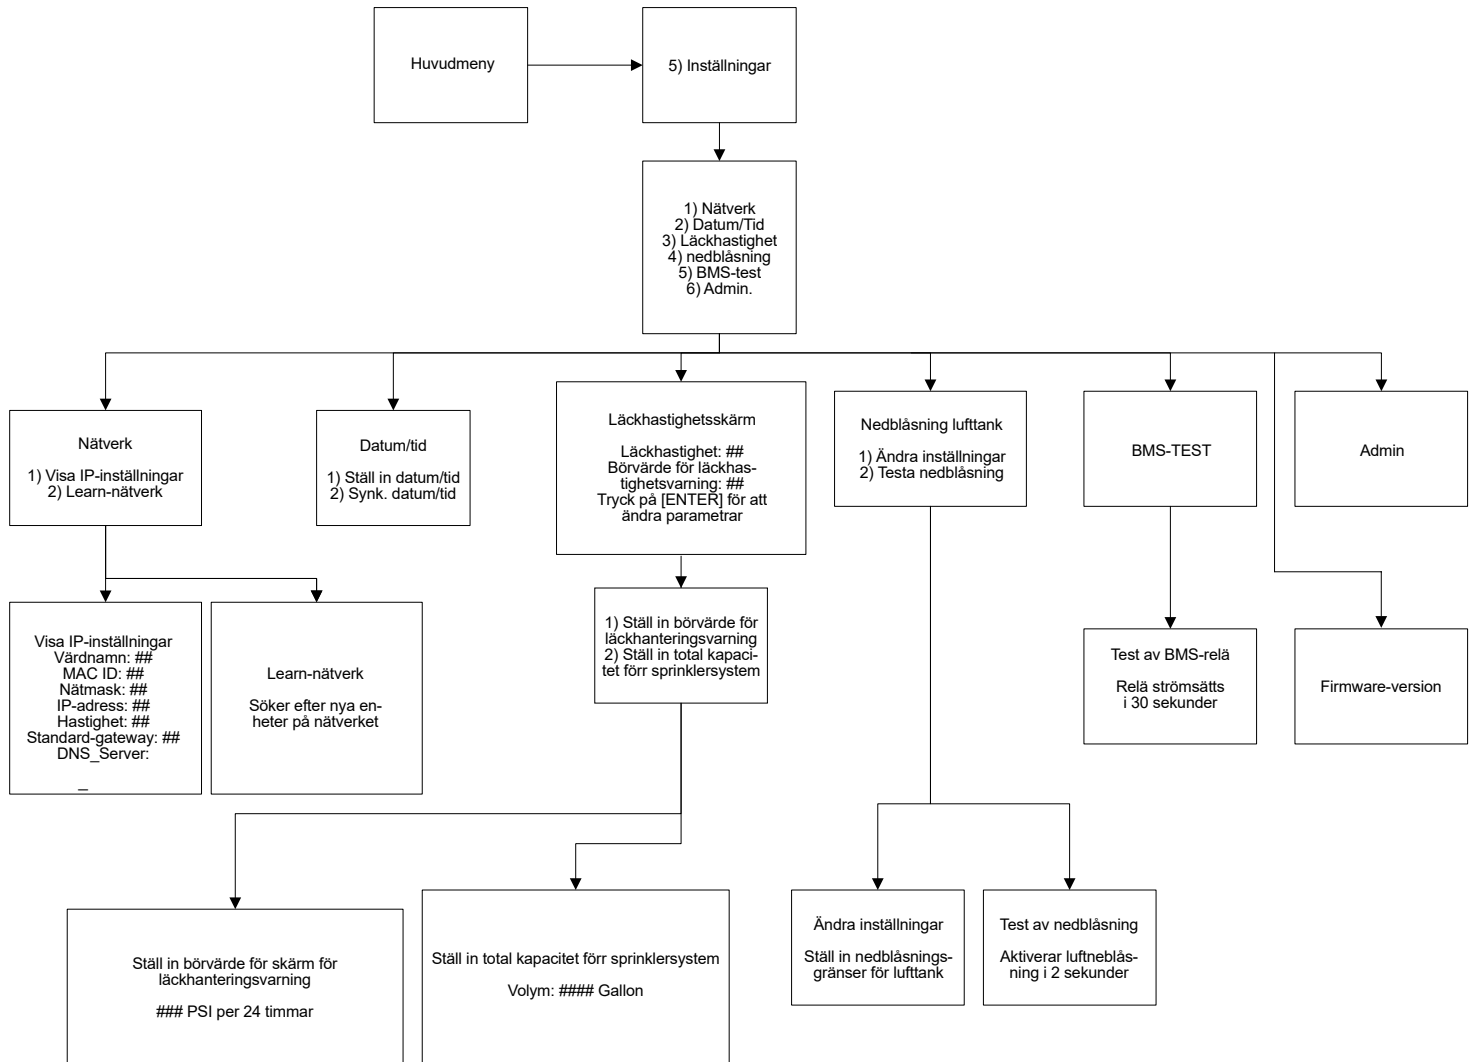 Huvudmeny
5) Inställningar
1) Nätverk
2) Datum/Tid
3) Läckhastighet
4) nedblåsning
5) BMS-test
6) Admin.
Nätverk
1) Visa IP-inställningar
2) Learn-nätverk
Datum/tid
1) Ställ in datum/tid
2) Synk. datum/tid
Läckhastighetsskärm
Läckhastighet: ##
Börvärde för läckhas-
tighetsvarning: ##
Tryck på [ENTER] för att
ändra parametrar
Nedblåsning lufttank
1) Ändra inställningar
2) Testa nedblåsning
BMS-TEST
Admin
Visa IP-inställningar
Värdnamn: ##
MAC ID: ##
Nätmask: ##
IP-adress: ##
Hastighet: ##
Standard-gateway: ##
DNS_Server:
_
Learn-nätverk
Söker efter nya en-
heter på nätverket
1) Ställ in börvärde för
läckhanteringsvarning
2) Ställ in total kapaci-
tet förr sprinklersystem
Test av BMS-relä
Relä strömsätts
i 30 sekunder
Firmware-version
Ställ in börvärde för skärm för
läckhanteringsvarning
### PSI per 24 timmar
Ställ in total kapacitet förr sprinklersystem
Volym: #### Gallon
Ändra inställningar
Ställ in nedblåsnings-
gränser för lufttank
Test av nedblåsning
Aktiverar luftneblås-
ning i 2 sekunder